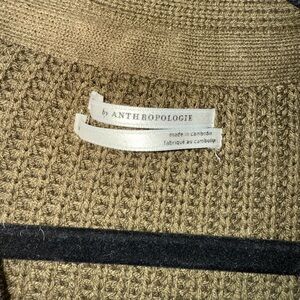 by ANTHROPOLOGIE
made in cambodia
fabriqué au cambodge